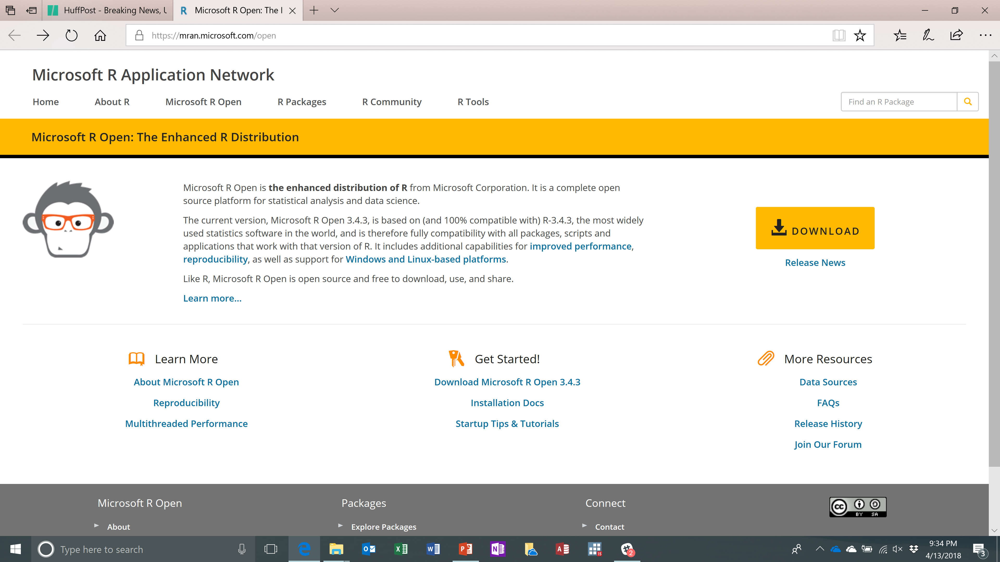 HuffPost - Breaking News, U
R Microsoft R Open: The I
https://mran.microsoft.com/open
Microsoft R Application Network
Home About R Microsoft R Open R Packages R Community R Tools Find an R Package
Microsoft R Open: The Enhanced R Distribution
Microsoft R Open is the enhanced distribution of R from Microsoft Corporation. It is a complete open
source platform for statistical analysis and data science.
The current version, Microsoft R Open 3.4.3, is based on (and 100% compatible with) R-3.4.3, the most widely
used statistics software in the world, and is therefore fully compatibility with all packages, scripts and
applications that work with that version of R. It includes additional capabilities for improved performance,
reproducibility, as well as support for Windows and Linux-based platforms.
Like R, Microsoft R Open is open source and free to download, use, and share.
Learn more...
DOWNLOAD
Release News
Learn More
About Microsoft R Open
Reproducibility
Multithreaded Performance
Get Started!
Download Microsoft R Open 3.4.3
Installation Docs
Startup Tips & Tutorials
More Resources
Data Sources
FAQs
Release History
Join Our Forum
Microsoft R Open
About
Packages
Explore Packages
Connect
Contact
cc BY SA
Type here to search
15
2
9:34 PM
4/13/2018
3